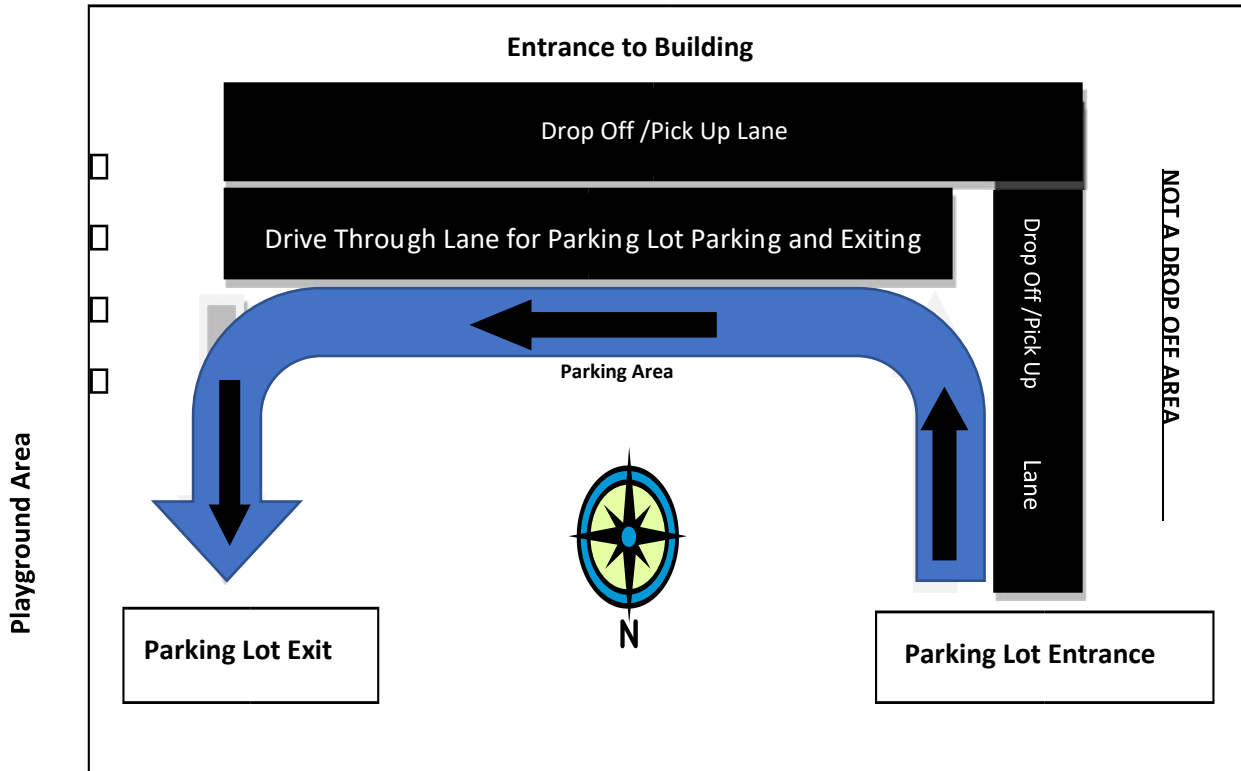 Entrance to Building
Drop Off /Pick Up Lane
NOT A DROP OFF AREA
Drive Through Lane for Parking Lot Parking and Exiting
Drop Off /Pick Up Lane
Parking Area
Playground Area
N
Parking Lot Exit
Parking Lot Entrance